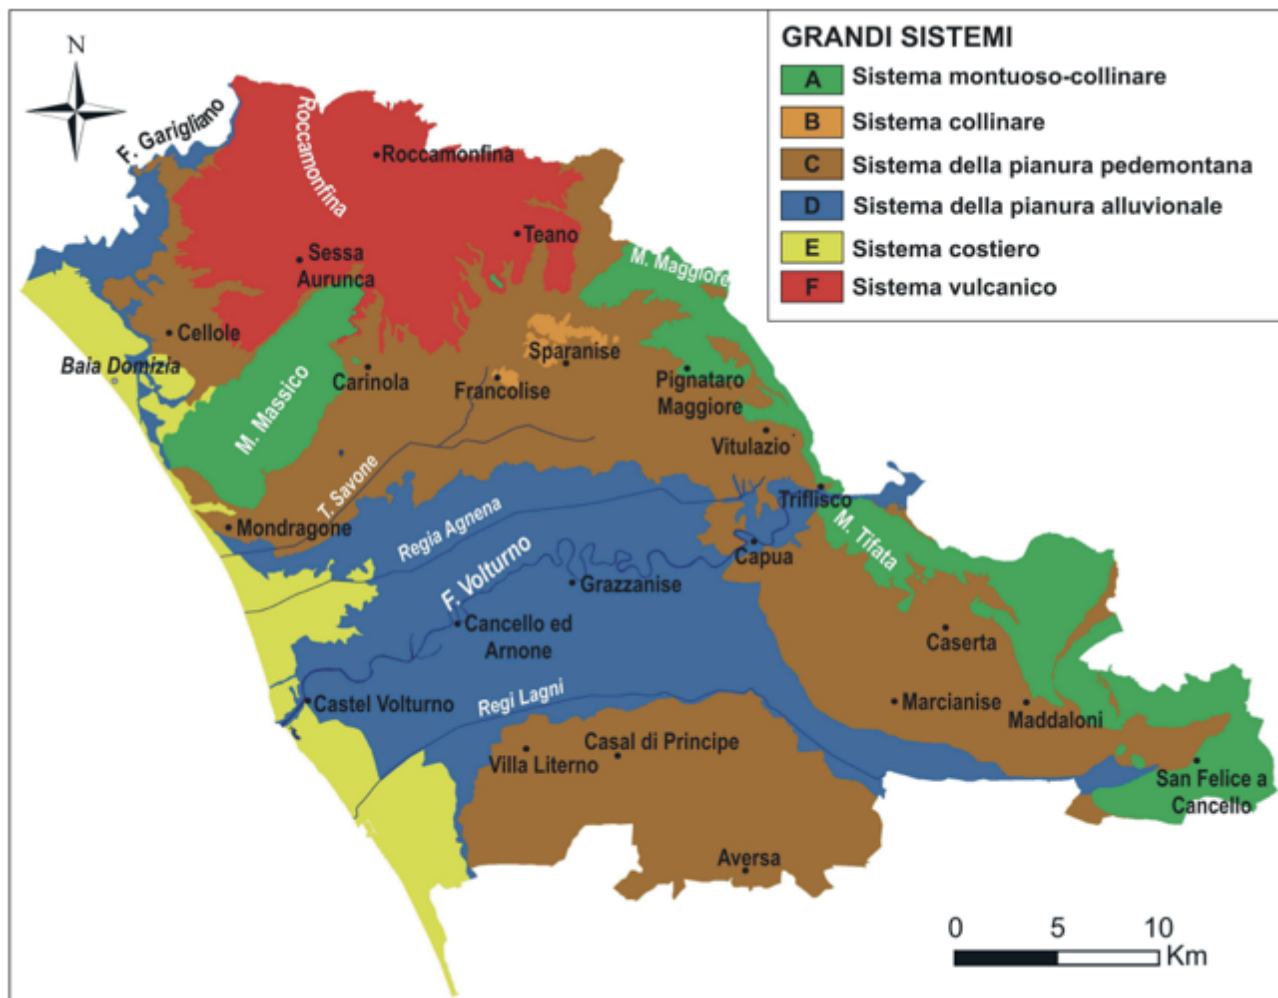 GRANDI SISTEMI
A Sistema montuoso-collinare
B Sistema collinare
C Sistema della pianura pedemontana
D Sistema della pianura alluvionale
E Sistema costiero
F Sistema vulcanico
N
F. Garigliano
Roccamonfina
Roccamonfina
Teano
Sessa
Aurunca
M. Maggiore
Cellole
Baia Domizia
Sparanise
Carinola
Francolise
Pignataro
Maggiore
M. Massico
Vitulazio
T. Savone
Triflisco
Mondragone
Regia Agnena
M. Tifata
Capua
F. Volturno
Grazzanise
Cancello ed
Arnone
Caserta
Castel Volturno
Regi Lagni
Marcianise
Maddaloni
Casal di Principe
Villa Literno
San Felice a
Cancello
Aversa
0 5 10
Km